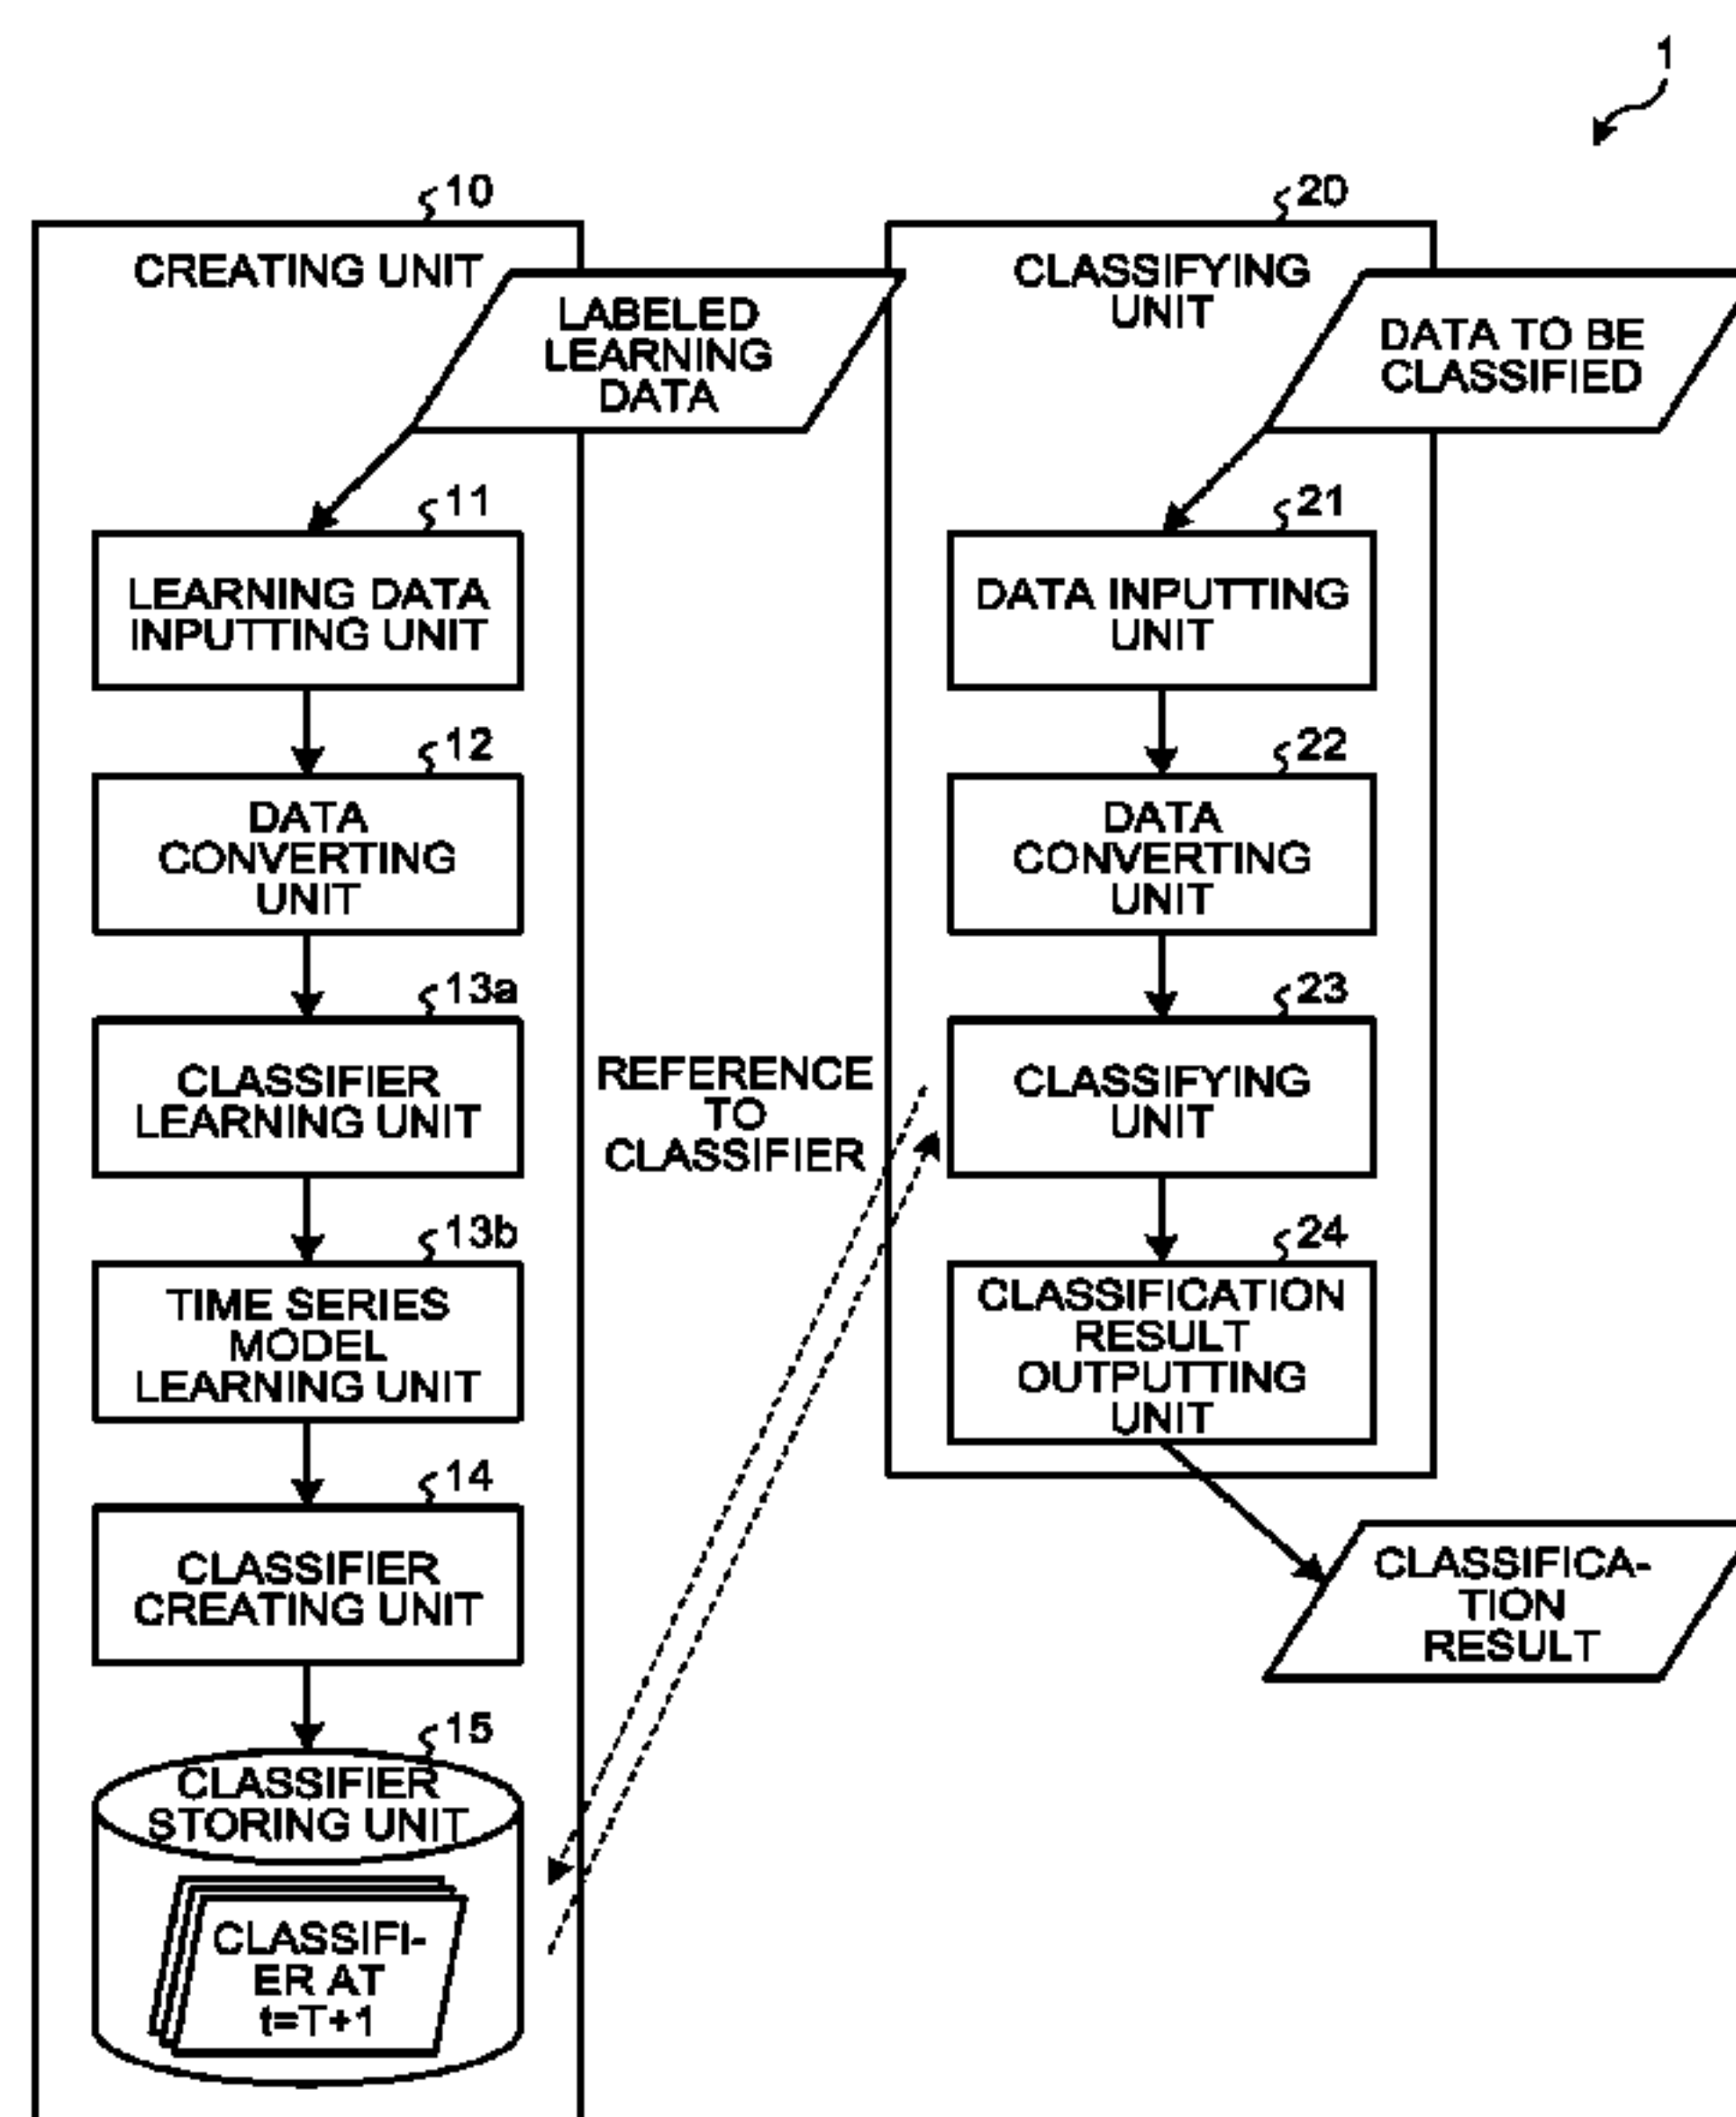 1
10
CREATING UNIT
LABELED
LEARNING
DATA
11
LEARNING DATA
INPUTTING UNIT
12
DATA
CONVERTING
UNIT
13a
CLASSIFIER
LEARNING UNIT
13b
TIME SERIES
MODEL
LEARNING UNIT
14
CLASSIFIER
CREATING UNIT
15
CLASSIFIER
STORING UNIT
CLASSIFI-
ER AT
t=T+1
REFERENCE
TO
CLASSIFIER
20
CLASSIFYING
UNIT
DATA TO BE
CLASSIFIED
21
DATA INPUTTING
UNIT
22
DATA
CONVERTING
UNIT
23
CLASSIFYING
UNIT
24
CLASSIFICATION
RESULT
OUTPUTTING
UNIT
CLASSIFICA-
TION
RESULT